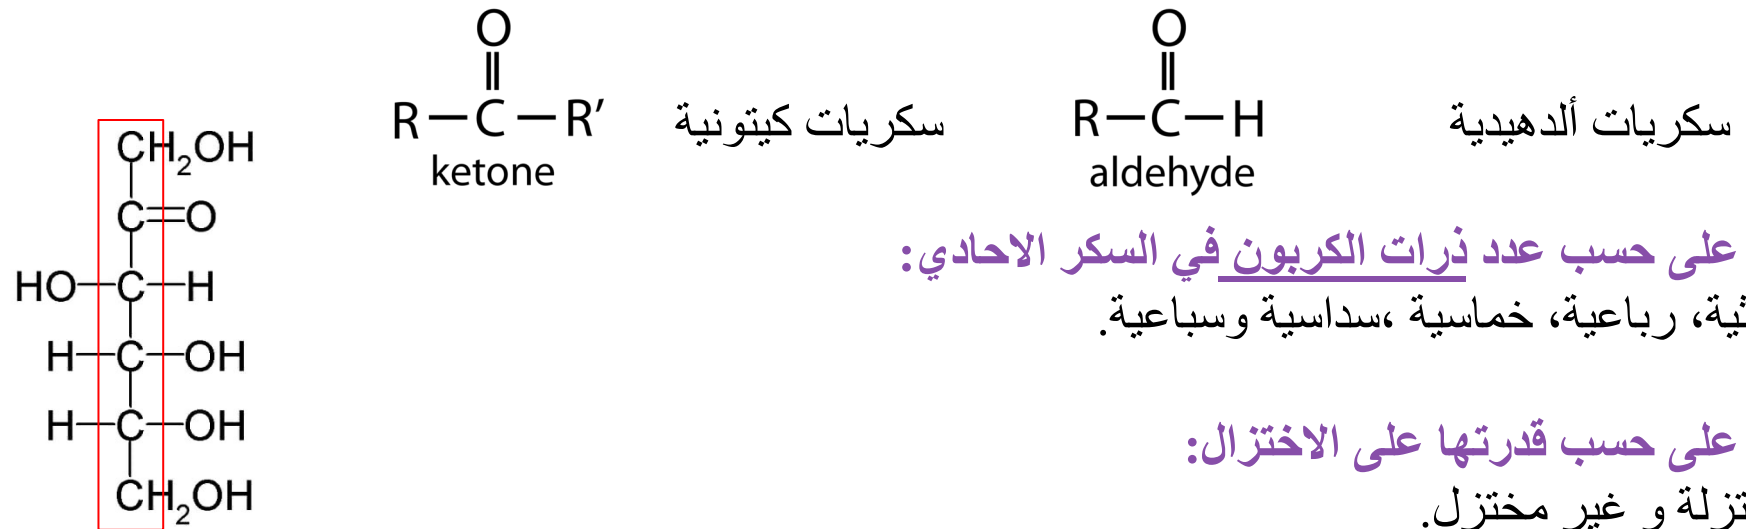 سكريات ألدهيدية
O
R—C—H
aldehyde
سكريات كيتونية
O
R—C—R′
ketone
CH₂OH
C=O
HO—C—H
H—C—OH
H—C—OH
CH₂OH
على حسب عدد ذرات الكربون في السكر الاحادي:
رباعية، خماسية ،سداسية وسباعية.
على حسب قدرتها على الاختزال:
و غير مختزل.